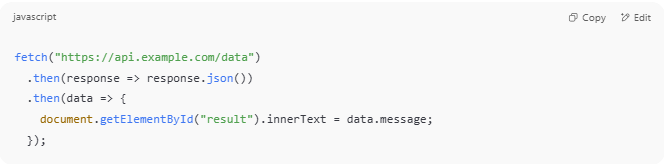 javascript
Copy
Edit
fetch("https://api.example.com/data")
  .then(response => response.json())
  .then(data => {
    document.getElementById("result").innerText = data.message;
  });